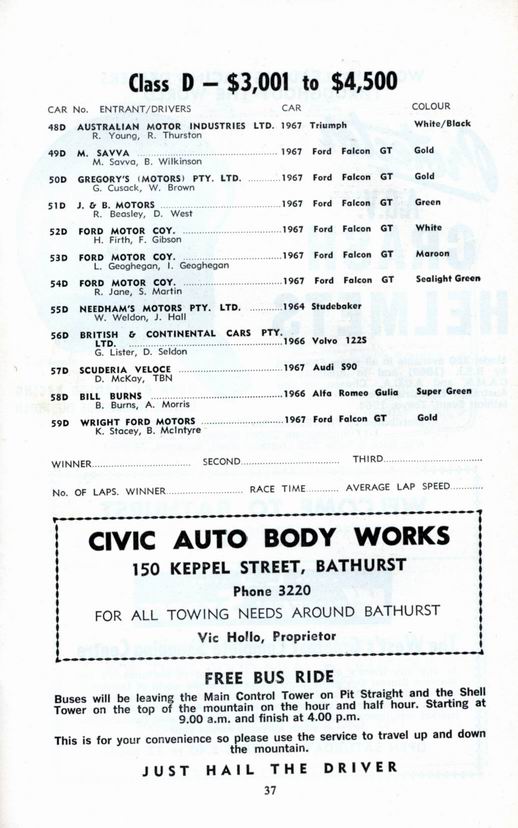 Class D — $3,001 to $4,500
CAR No. ENTRANT/DRIVERS CAR COLOUR
48D AUSTRALIAN MOTOR INDUSTRIES LTD. 1967 Triumph White/Black
R. Young, R. Thurston
49D M. SAVVA ........ 1967 Ford Falcon GT Gold
M. Savva, B. Wilkinson
50D GREGORY'S (MOTORS) PTY. LTD. ........ 1967 Ford Falcon GT Gold
G. Cusack, W. Brown
51D J. & B. MOTORS ........ 1967 Ford Falcon GT Green
R. Beasley, D. West
52D FORD MOTOR COY. ........ 1967 Ford Falcon GT White
H. Firth, F. Gibson
53D FORD MOTOR COY. ........ 1967 Ford Falcon GT Maroon
L. Geoghegan, I. Geoghegan
54D FORD MOTOR COY. ........ 1967 Ford Falcon GT Sealight Green
R. Jane, S. Martin
55D NEEDHAM'S MOTORS PTY. LTD. ........ 1964 Studebaker
W. Weldon, J. Hall
56D BRITISH & CONTINENTAL CARS PTY.
LTD. ........ 1966 Volvo 122S
G. Lister, D. Seldon
57D SCUDERIA VELOCE ........ 1967 Audi S90
D. McKay, TBN
58D BILL BURNS ........ 1966 Alfa Romeo Gulia Super Green
B. Burns, A. Morris
59D WRIGHT FORD MOTORS ........ 1967 Ford Falcon GT Gold
K. Stacey, B. McIntyre
WINNER........ SECOND........ THIRD........
No. OF LAPS. WINNER........ RACE TIME........ AVERAGE LAP SPEED........
CIVIC AUTO BODY WORKS
150 KEPPEL STREET, BATHURST
Phone 3220
FOR ALL TOWING NEEDS AROUND BATHURST
Vic Hollo, Proprietor
FREE BUS RIDE
Buses will be leaving the Main Control Tower on Pit Straight and the Shell
Tower on the top of the mountain on the hour and half hour. Starting at
9.00 a.m. and finish at 4.00 p.m.
This is for your convenience so please use the service to travel up and down
the mountain.
JUST HAIL THE DRIVER
37